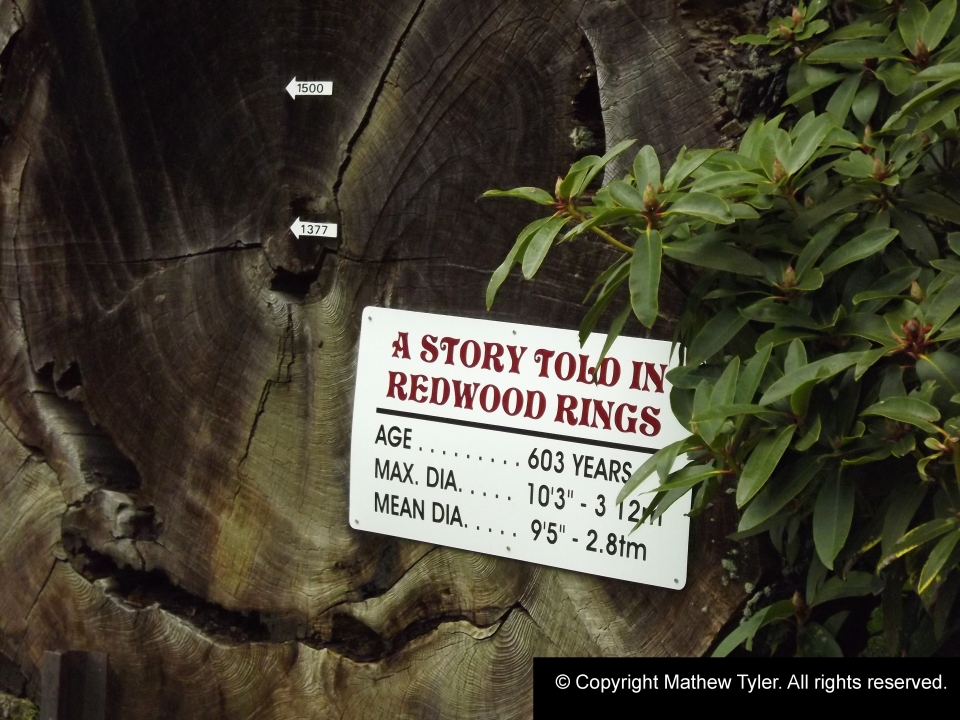 1500
1377
A STORY TOLD IN
REDWOOD RINGS
AGE . . . . . . . . . 603 YEARS
MAX. DIA. . . . . . 10'3" - 3 12m
MEAN DIA. . . . . . 9'5" - 2.8tm
© Copyright Mathew Tyler. All rights reserved.